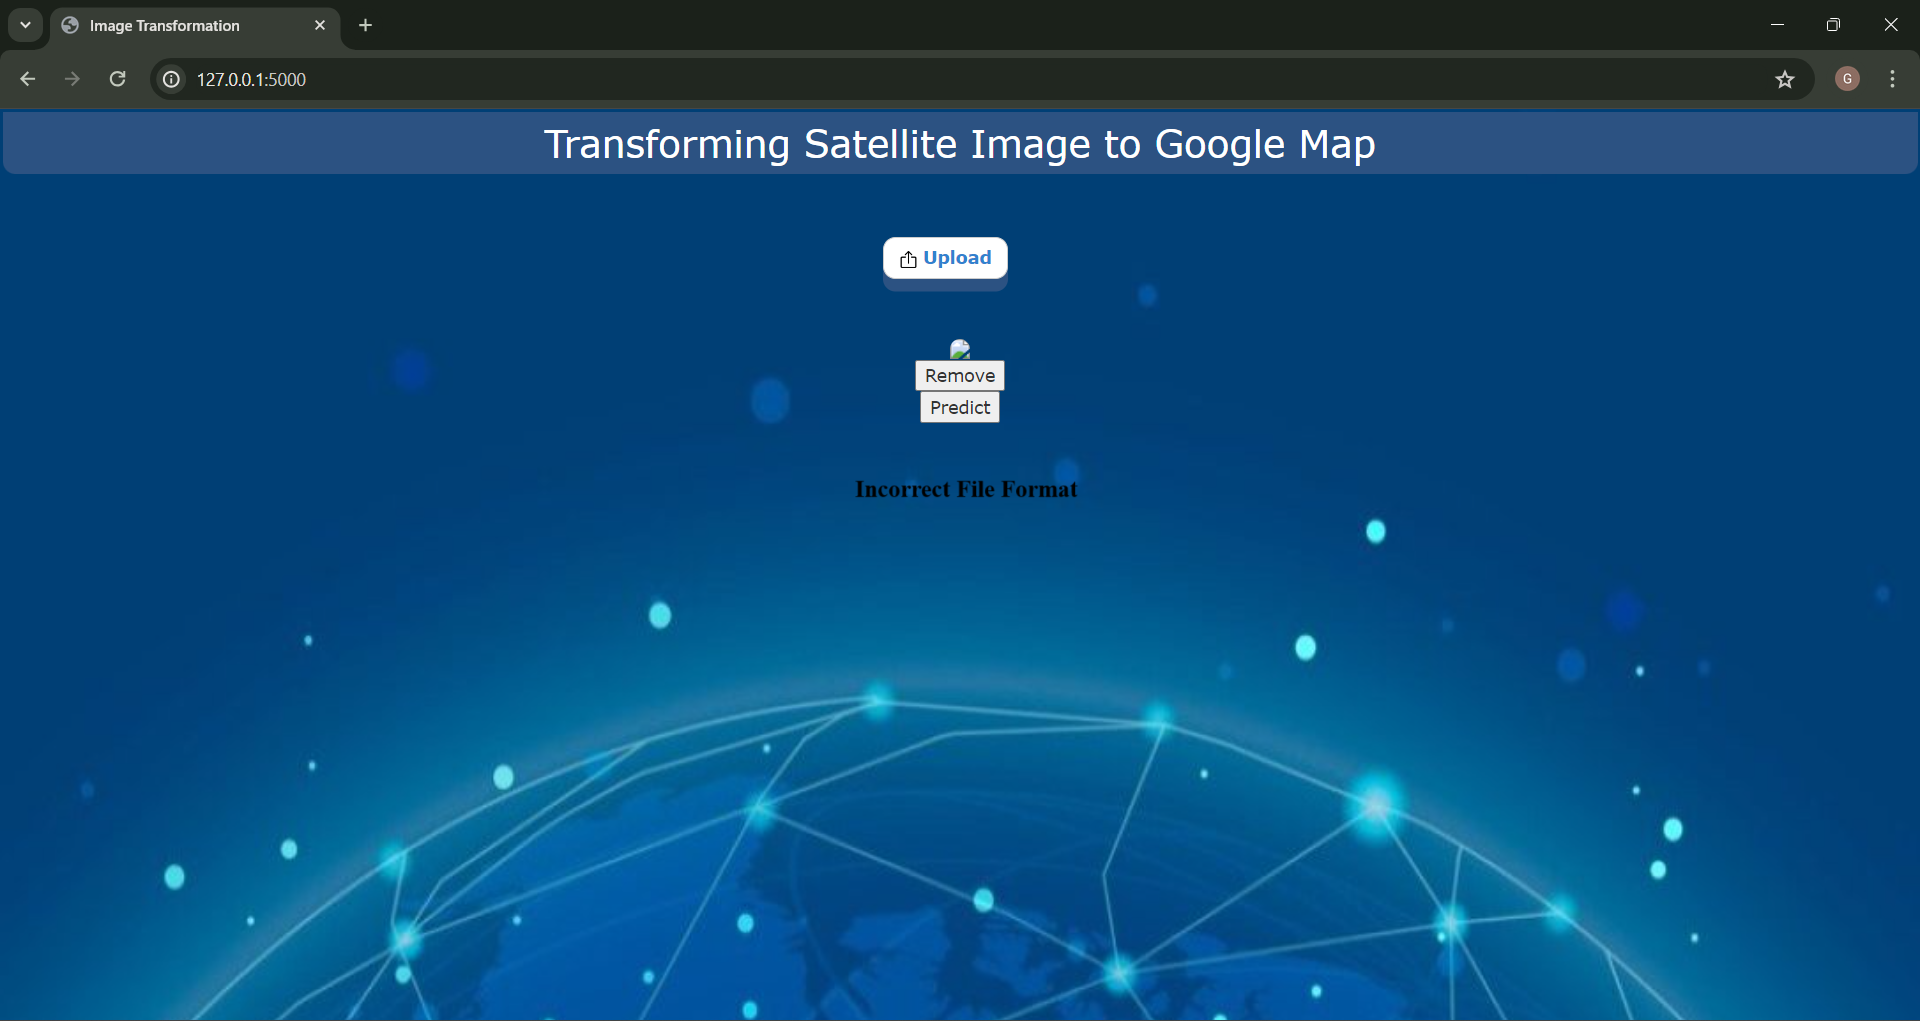 Image Transformation
127.0.0.1:5000
G
Transforming Satellite Image to Google Map
Upload
Remove
Predict
Incorrect File Format